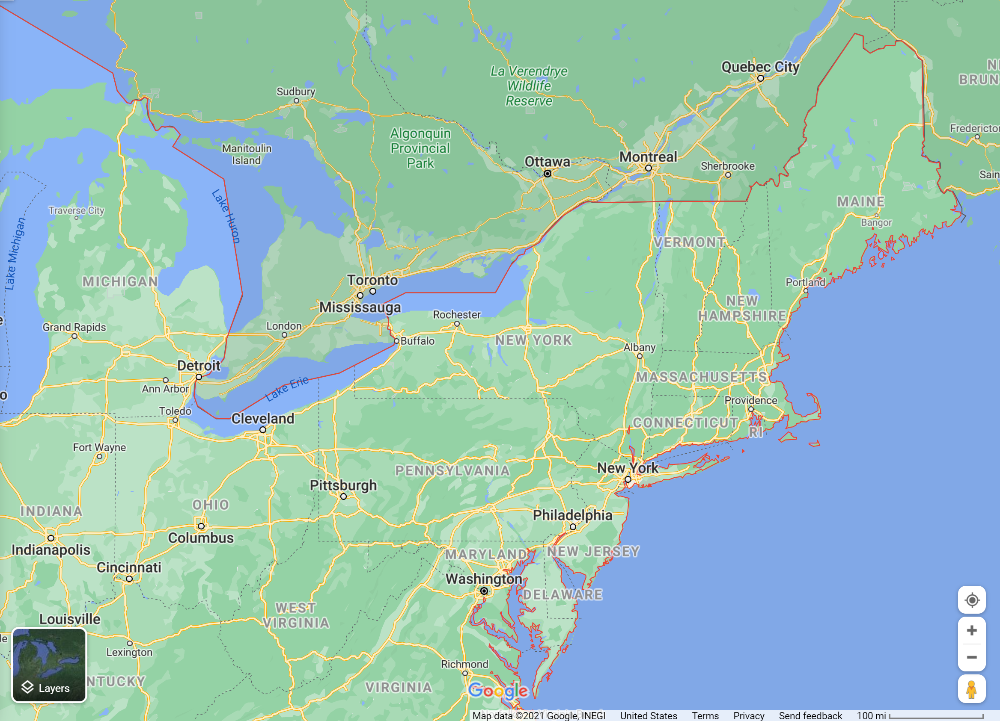 Quebec City
La Verendrye
Wildlife
Reserve
Sudbury
Algonquin
Provincial
Park
Manitoulin
Island
Ottawa
Montreal
Sherbrooke
Fredericto
Sain
MAINE
Bangor
Traverse City
Lake Huron
Lake Michigan
VERMONT
MICHIGAN
Toronto
Mississauga
Portland
NEW
HAMPSHIRE
Rochester
Grand Rapids
London
Buffalo
NEW YORK
Albany
Detroit
Ann Arbor
Lake Erie
MASSACHUSETTS
Providence
Toledo
Cleveland
CONNECTICUT
RI
Fort Wayne
New York
PENNSYLVANIA
Pittsburgh
OHIO
INDIANA
Philadelphia
Columbus
Indianapolis
MARYLAND
NEW JERSEY
Cincinnati
Washington
DELAWARE
WEST
VIRGINIA
Louisville
Lexington
Richmond
NTUCKY
VIRGINIA
Layers
Google
Map data ©2021 Google, INEGI United States Terms Privacy Send feedback 100 mi